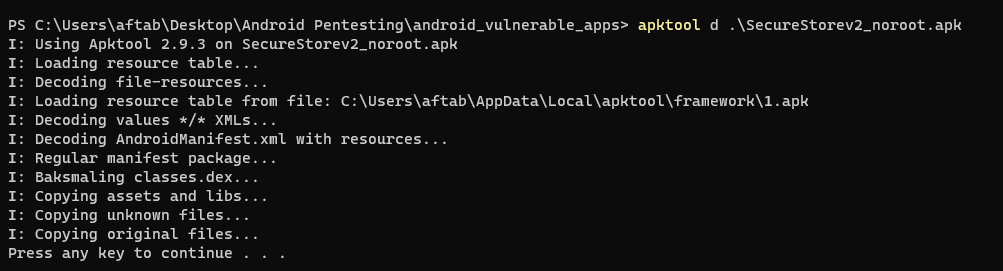 PS C:\Users\aftab\Desktop\Android Pentesting\android_vulnerable_apps> apktool d .\SecureStorev2_noroot.apk
I: Using Apktool 2.9.3 on SecureStorev2_noroot.apk
I: Loading resource table...
I: Decoding file-resources...
I: Loading resource table from file: C:\Users\aftab\AppData\Local\apktool\framework\1.apk
I: Decoding values */* XMLs...
I: Decoding AndroidManifest.xml with resources...
I: Regular manifest package...
I: Baksmaling classes.dex...
I: Copying assets and libs...
I: Copying unknown files...
I: Copying original files...
Press any key to continue . . .